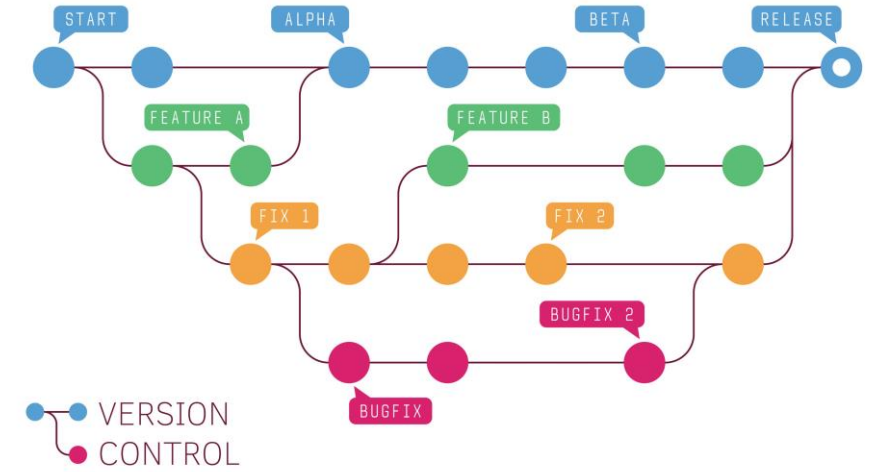 START
ALPHA
BETA
RELEASE
FEATURE A
FEATURE B
FIX 1
FIX 2
BUGFIX 2
BUGFIX
VERSION
CONTROL